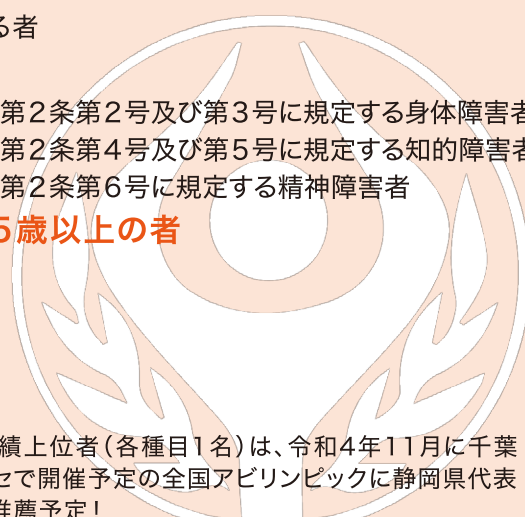 る者
第２条第２号及び第３号に規定する身体障害者
第２条第４号及び第５号に規定する知的障害者
第２条第６号に規定する精神障害者
5歳以上の者
績上位者（各種目1名）は、令和4年11月に千葉
セで開催予定の全国アビリンピックに静岡県代表
推薦予定！